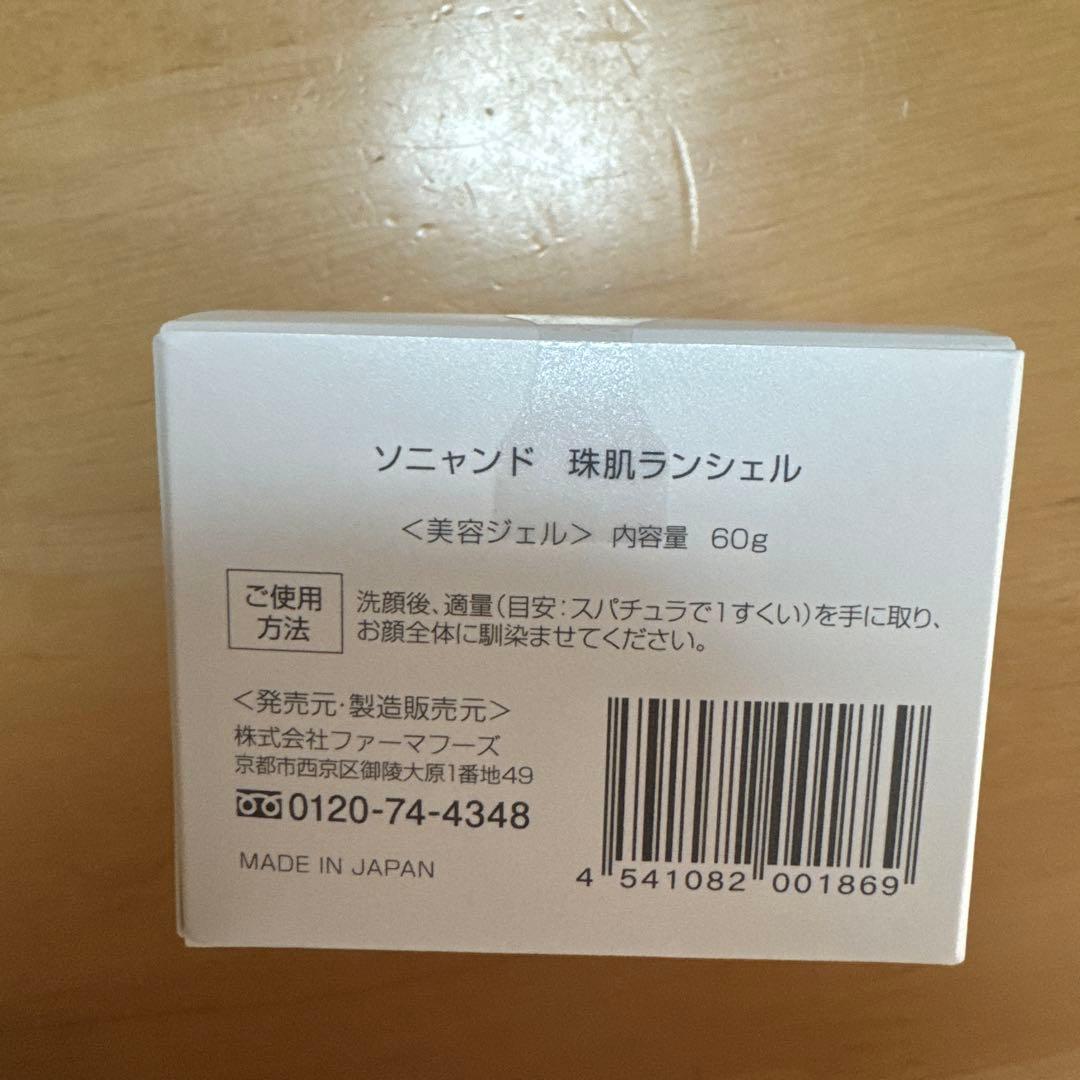 ソニャンド 珠肌ランシェル
＜美容ジェル＞ 内容量 60g
ご使用
方法
洗顔後、適量(目安：スパチュラで1すくい)を手に取り、
お顔全体に馴染ませてください。
＜発売元・製造販売元＞
株式会社ファーマフーズ
京都市西京区御陵大原1番地49
0120-74-4348
MADE IN JAPAN
4 541082 001869